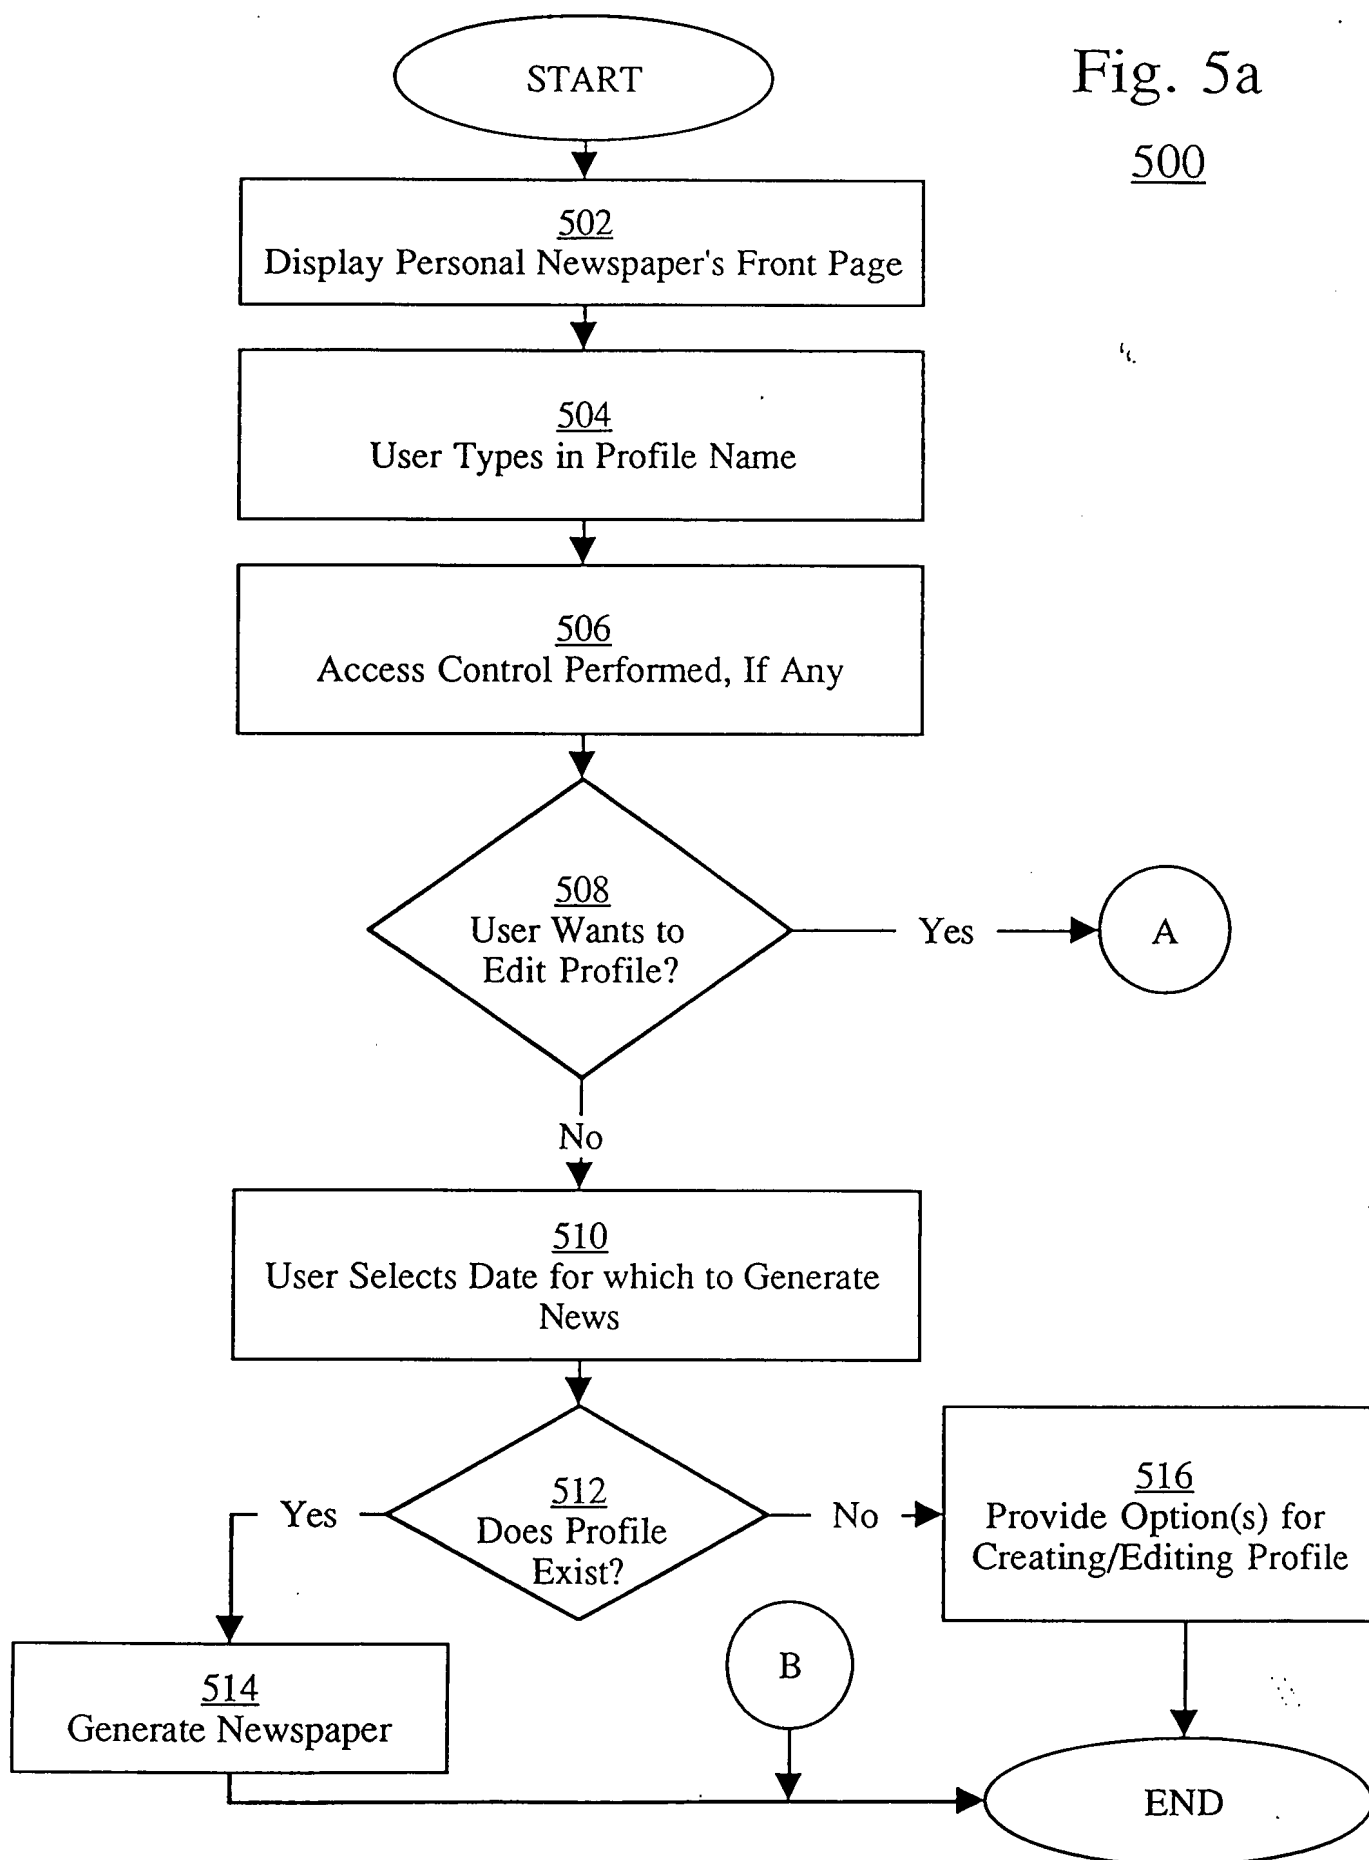 START
Fig. 5a
500
502
Display Personal Newspaper's Front Page
504
User Types in Profile Name
506
Access Control Performed, If Any
508
User Wants to
Edit Profile?
Yes
A
No
510
User Selects Date for which to Generate
News
Yes
512
Does Profile
Exist?
No
516
Provide Option(s) for
Creating/Editing Profile
B
514
Generate Newspaper
END